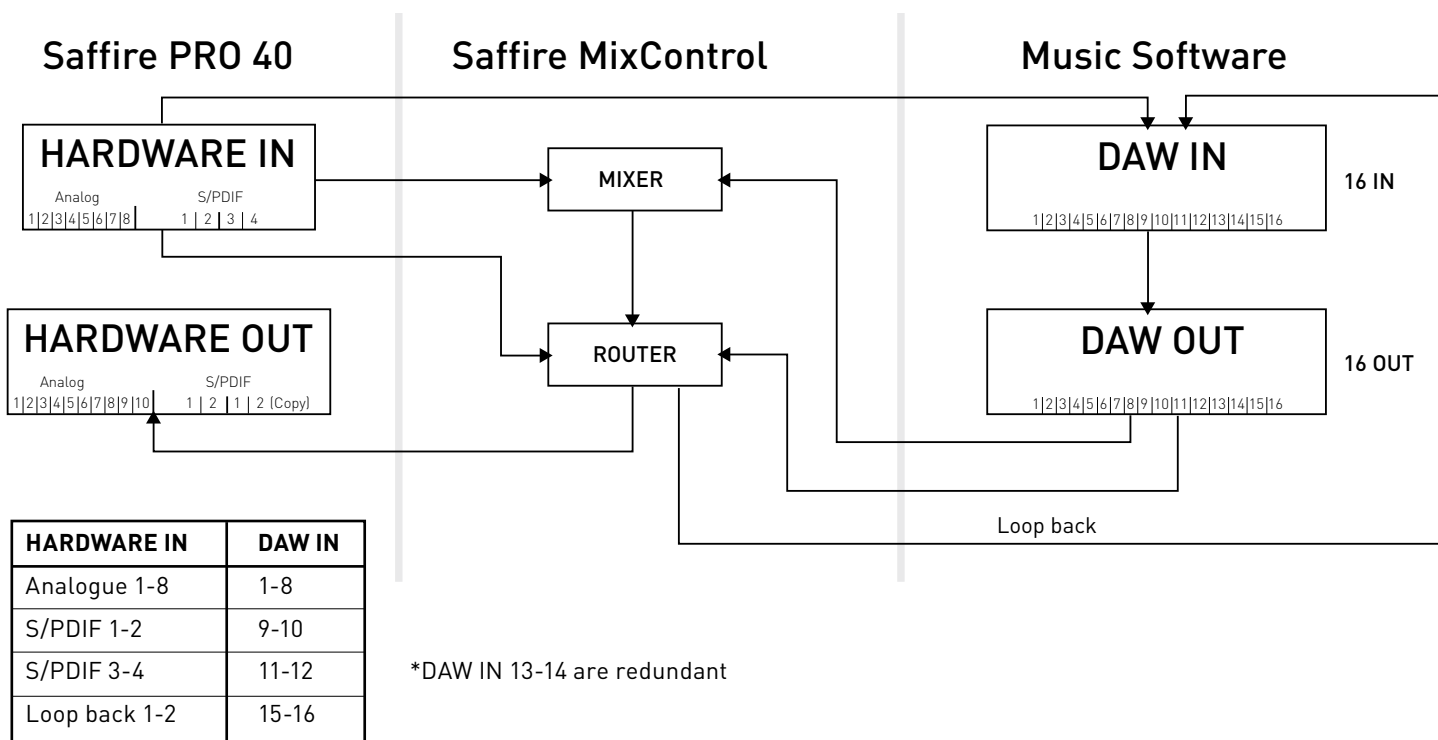 Saffire PRO 40
Saffire MixControl
Music Software
HARDWARE IN
Analog S/PDIF
1|2|3|4|5|6|7|8| 1 | 2 | 3 | 4
MIXER
DAW IN
1|2|3|4|5|6|7|8|9|10|11|12|13|14|15|16
16 IN
HARDWARE OUT
Analog S/PDIF
1|2|3|4|5|6|7|8|9|10| 1 | 2 | 1 | 2 (Copy)
ROUTER
DAW OUT
1|2|3|4|5|6|7|8|9|10|11|12|13|14|15|16
16 OUT
Loop back
HARDWARE IN DAW IN
Analogue 1-8 1-8
S/PDIF 1-2 9-10
S/PDIF 3-4 11-12
Loop back 1-2 15-16
*DAW IN 13-14 are redundant